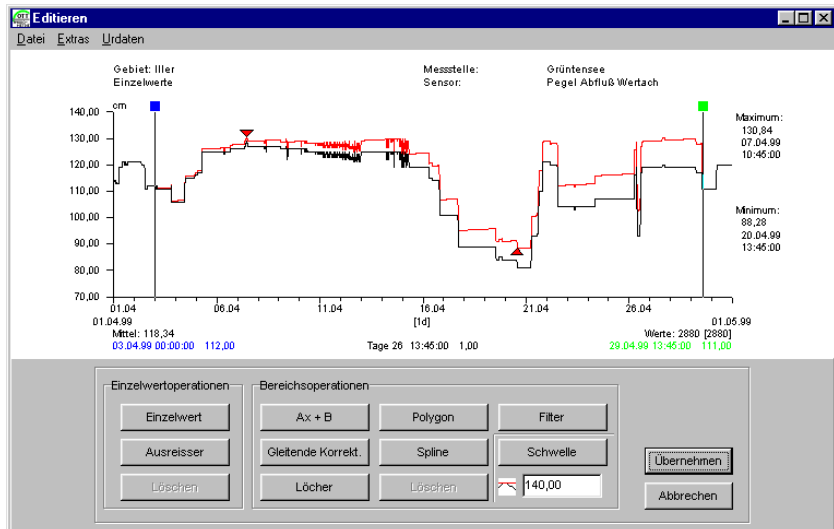 OTT
Editieren
Datei Extras Urdaten
Gebiet: Iller Messstelle: Grüntensee
Einzelwerte Sensor: Pegel Abfluß Wertach
cm
140,00
130,00
120,00
110,00
100,00
90,00
80,00
70,00
Maximum:
130,84
07.04.99
10:45:00
Minimum:
88,28
20.04.99
13:45:00
01.04 06.04 11.04 16.04 21.04 26.04
01.04.99 [1d] 01.05.99
Mittel: 118,34 Werte: 2880 [2880]
03.04.99 00:00:00 112,00 Tage 26 13:45:00 1,00 29.04.99 13:45:00 111,00
Einzelwertoperationen Bereichsoperationen
Einzelwert Ax + B Polygon Filter
Ausreisser Gleitende Korrekt. Spline Schwelle
Löschen Löcher Löschen 140,00
Übernehmen
Abbrechen